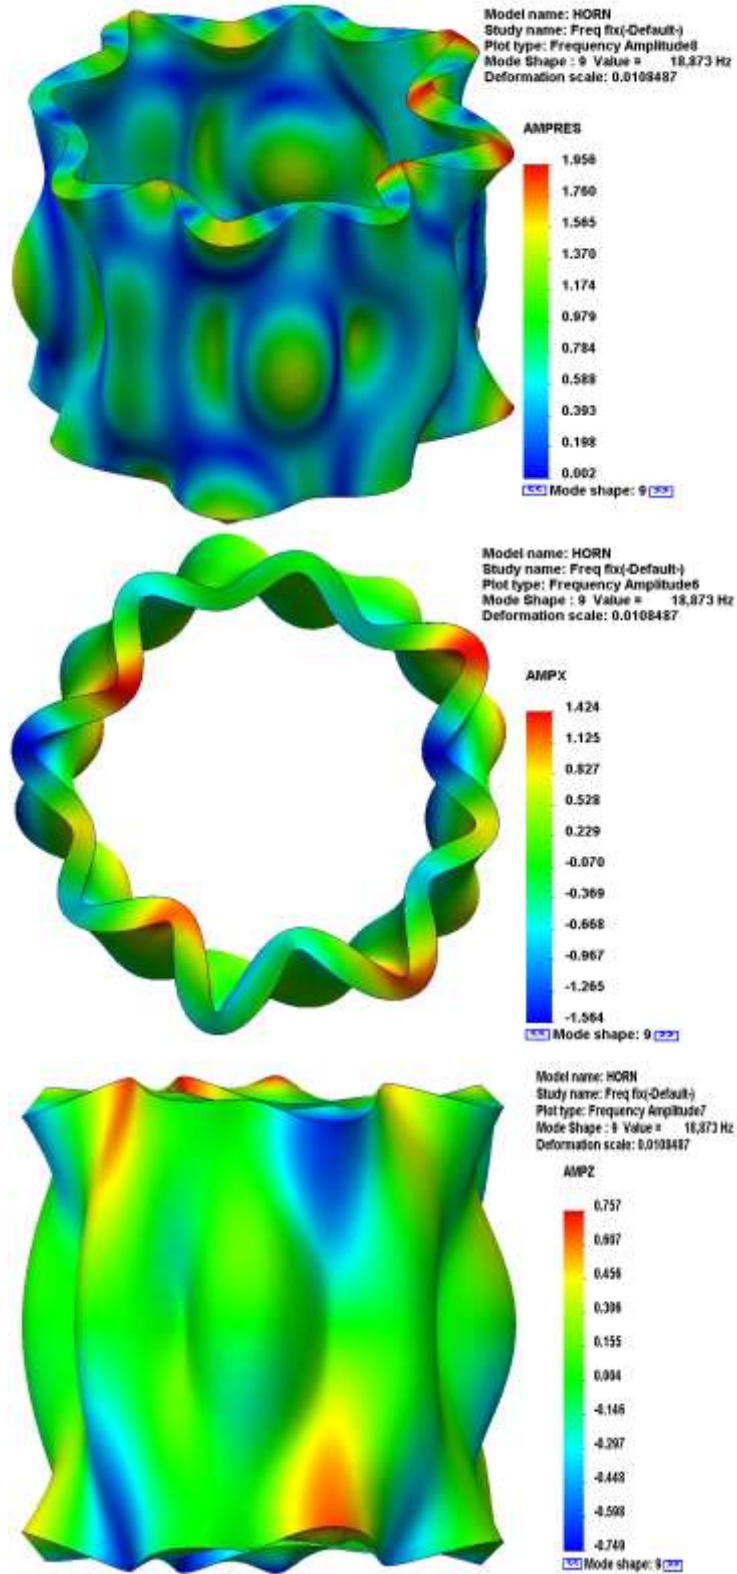 Model name: HORN
Study name: Freq fix(-Default-)
Plot type: Frequency Amplitude8
Mode Shape : 9 Value = 18,873 Hz
Deformation scale: 0.0108487
AMPRES
1.956
1.760
1.565
1.370
1.174
0.979
0.784
0.588
0.393
0.198
0.002
<< Mode shape: 9 >>
Model name: HORN
Study name: Freq fix(-Default-)
Plot type: Frequency Amplitude6
Mode Shape : 9 Value = 18,873 Hz
Deformation scale: 0.0108487
AMPX
1.424
1.125
0.827
0.528
0.229
-0.070
-0.369
-0.668
-0.967
-1.265
-1.564
<< Mode shape: 9 >>
Model name: HORN
Study name: Freq fix(-Default-)
Plot type: Frequency Amplitude7
Mode Shape : 9 Value = 18,873 Hz
Deformation scale: 0.0108487
AMPZ
0.757
0.607
0.456
0.306
0.155
0.004
-0.146
-0.297
-0.448
-0.598
-0.749
<< Mode shape: 9 >>